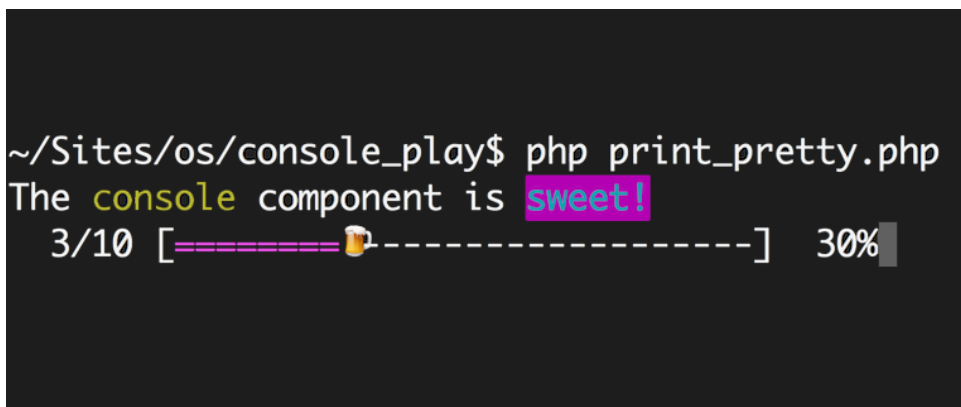 ~/Sites/os/console_play$ php print_pretty.php
The console component is sweet!
3/10 [========🍺-------------------] 30%